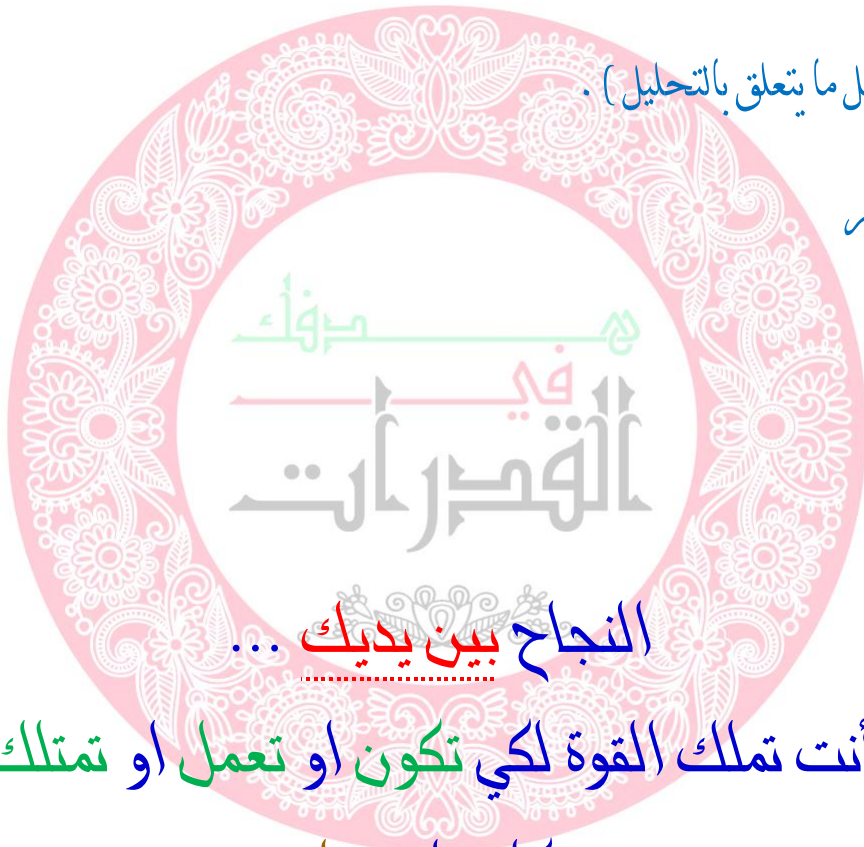 ما يتعلق بالتحليل ) .
هدفك
في
القدرات
النجاح بين يديك ...
أنت تملك القوة لكي تكون او تعمل او تمتلك